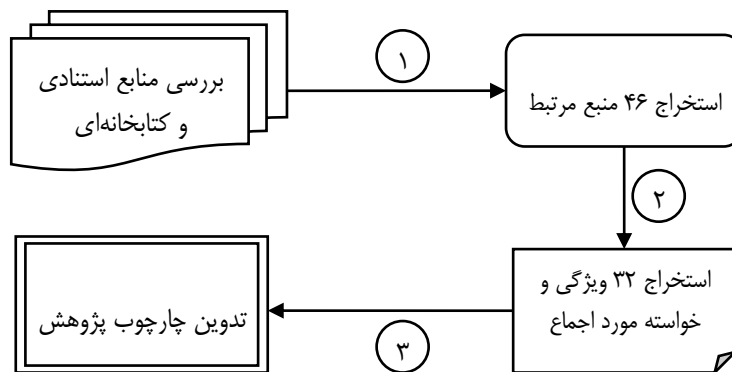 بررسی منابع استنادی
و کتابخانه‌ای
۱
استخراج ۴۶ منبع مرتبط
۲
استخراج ۳۲ ویژگی و
خواسته مورد اجماع
۳
تدوین چارچوب پژوهش